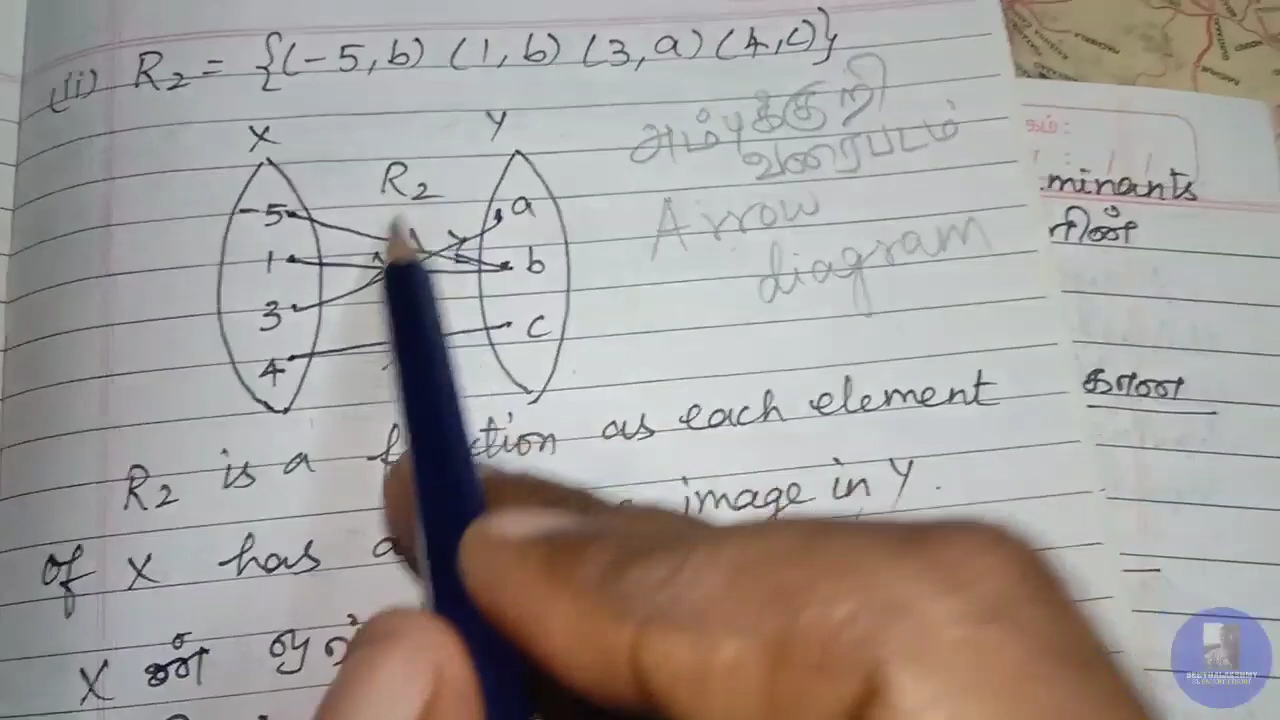 (ii) R₂ = {(-5, b) (1, b) (3, a) (4, c)}
X Y
R₂
-5 a
1 b
3 c
4
அம்புக்குறி
வரைபடம்
Arrow
diagram
minants
காண
R₂ is a as each element
of X has image in Y.
X ன்